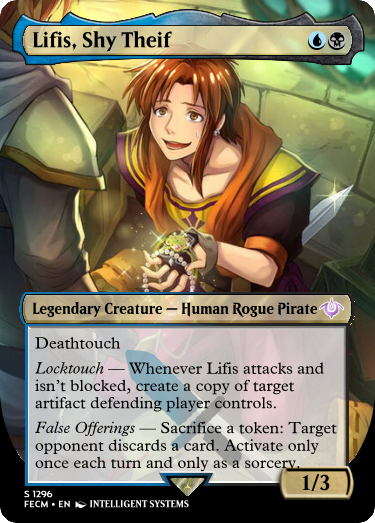 Lifis, Shy Theif
Legendary Creature — Human Rogue Pirate
Deathtouch
Locktouch — Whenever Lifis attacks and
isn't blocked, create a copy of target
artifact defending player controls.
False Offerings — Sacrifice a token: Target
opponent discards a card. Activate only
once each turn and only as a sorcery.
1/3
S 1296
FECM • EN INTELLIGENT SYSTEMS